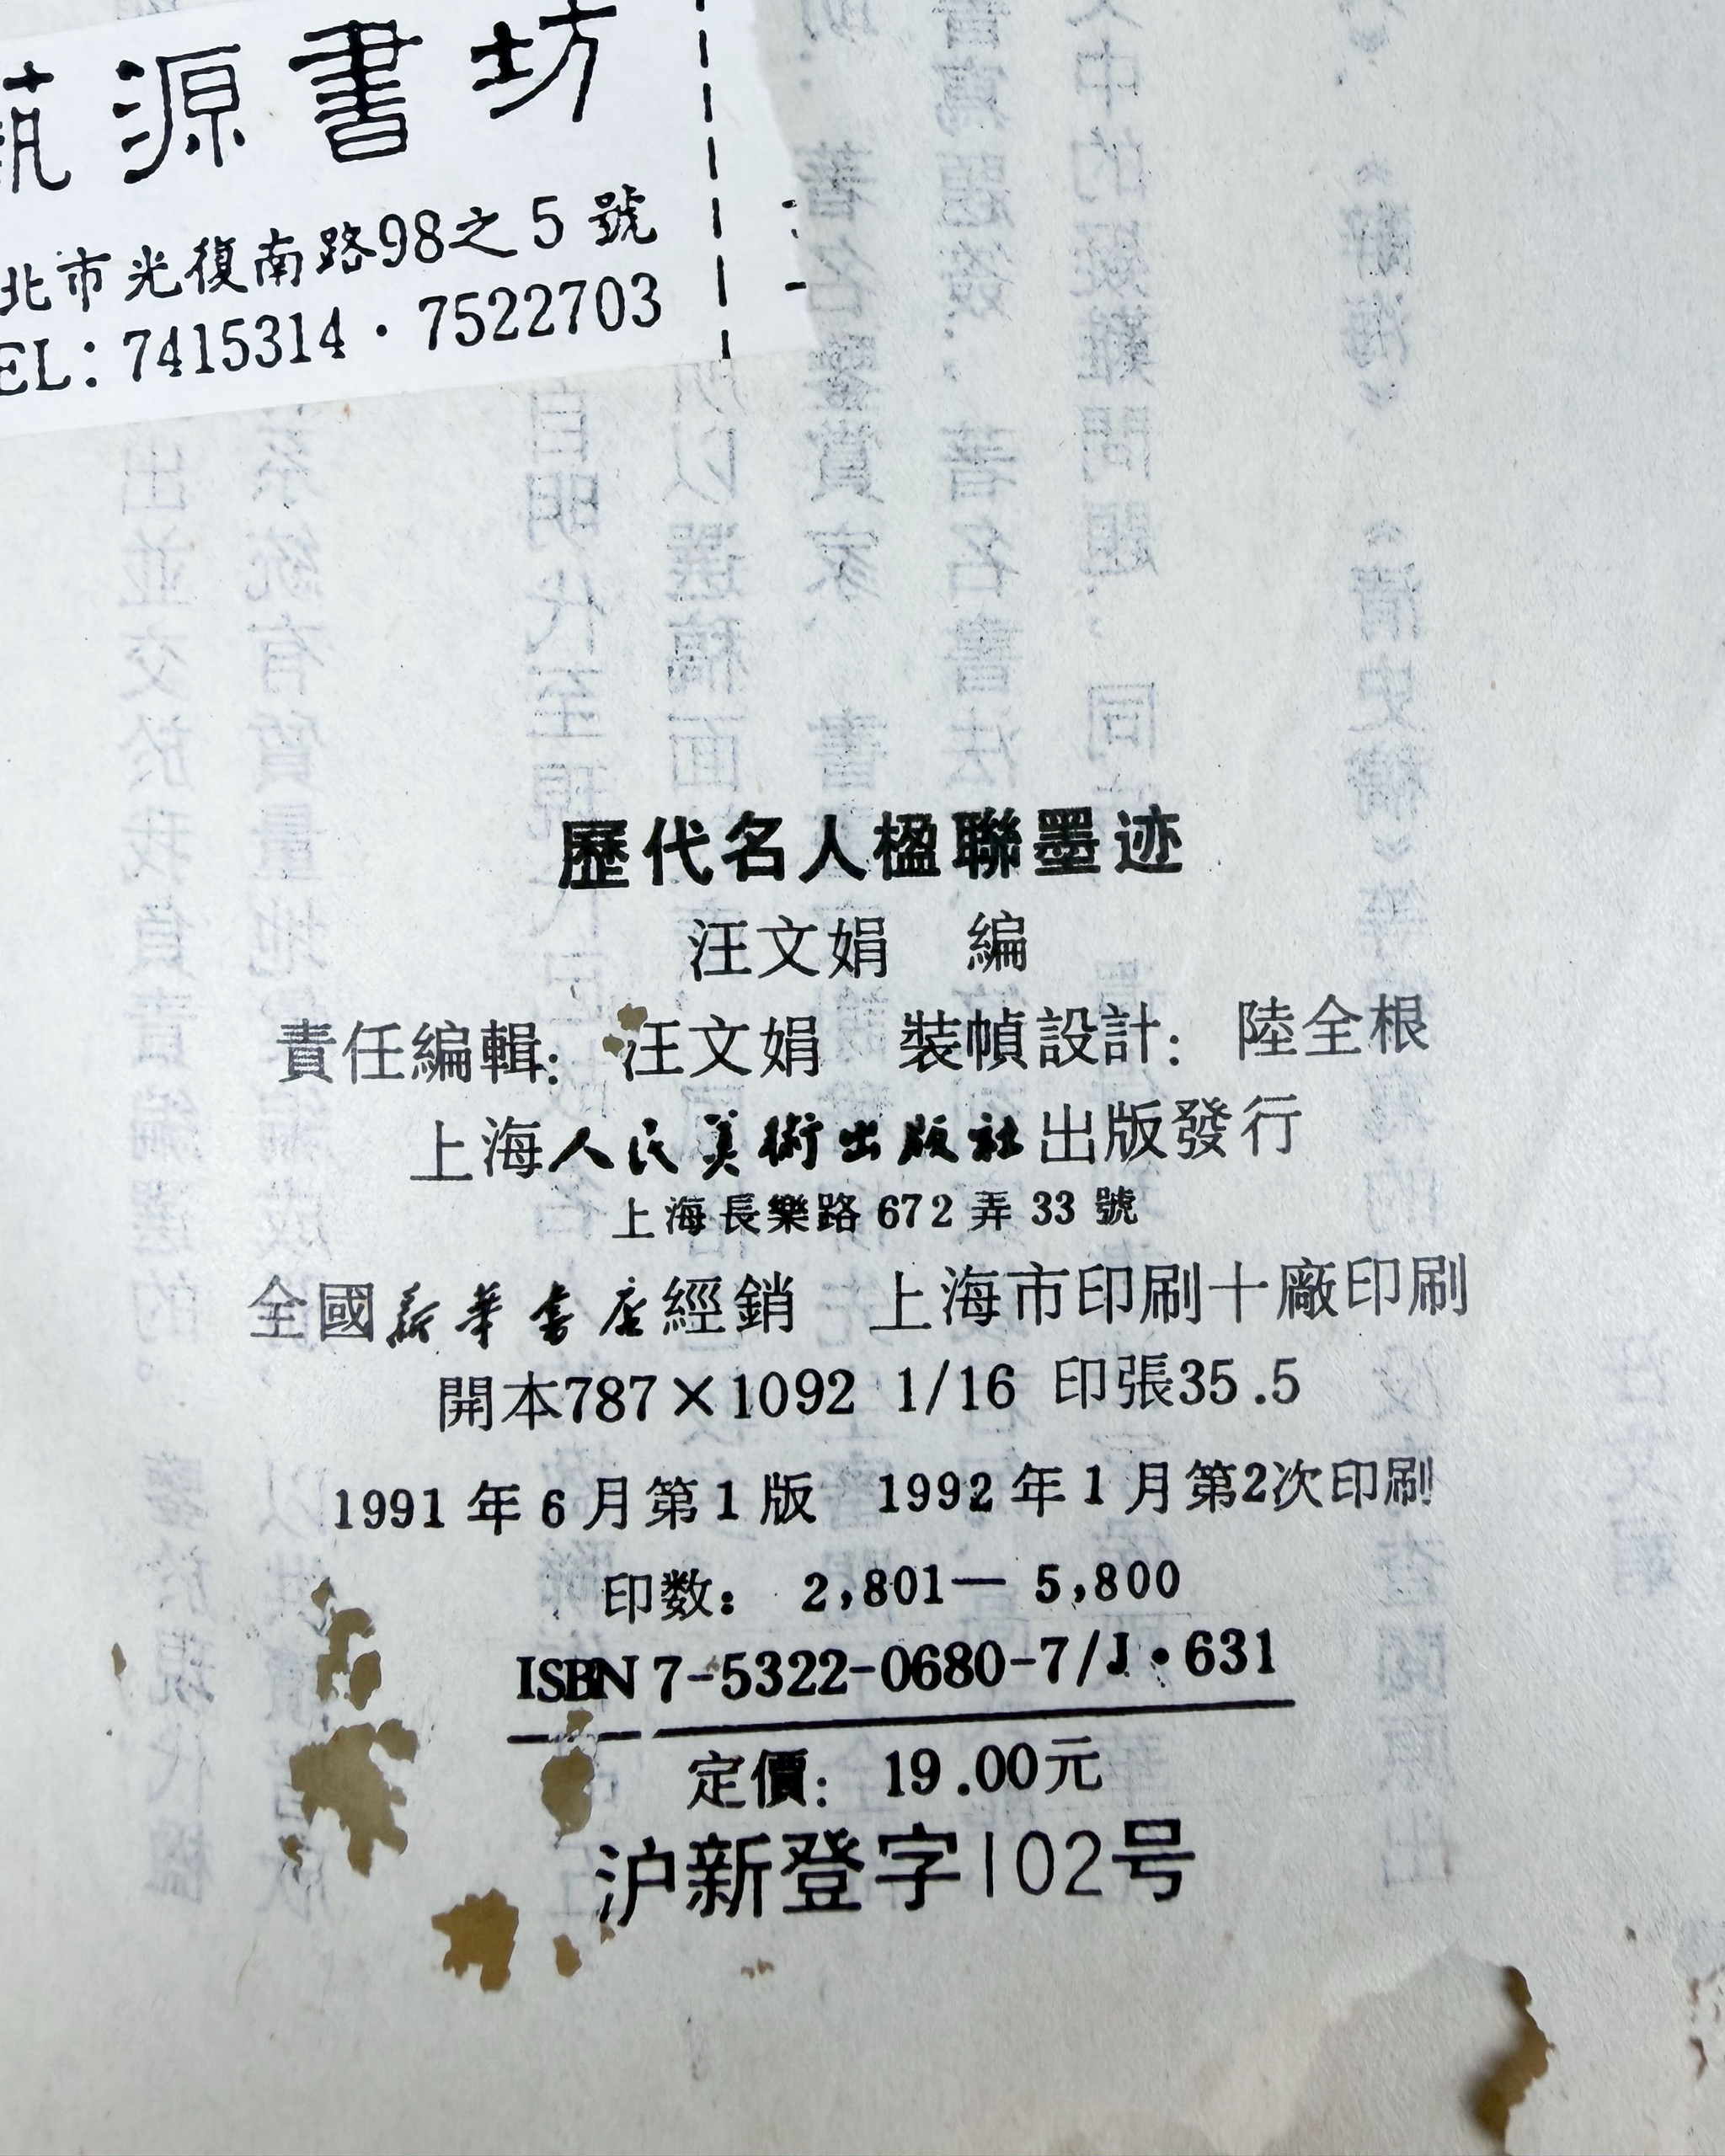 源書坊
北市光復南路98之5號
EL: 7415314·7522703
歷代名人楹聯墨迹
汪文娟 編
責任編輯: 汪文娟 裝幀設計: 陸全根
上海人民美術出版社出版發行
上海長樂路672弄33號
全國新華書店經銷 上海市印刷十廠印刷
開本787×1092 1/16 印張35.5
1991年6月第1版 1992年1月第2次印刷
印数: 2,801— 5,800
ISBN 7-5322-0680-7/J·631
定價: 19.00元
沪新登字102号